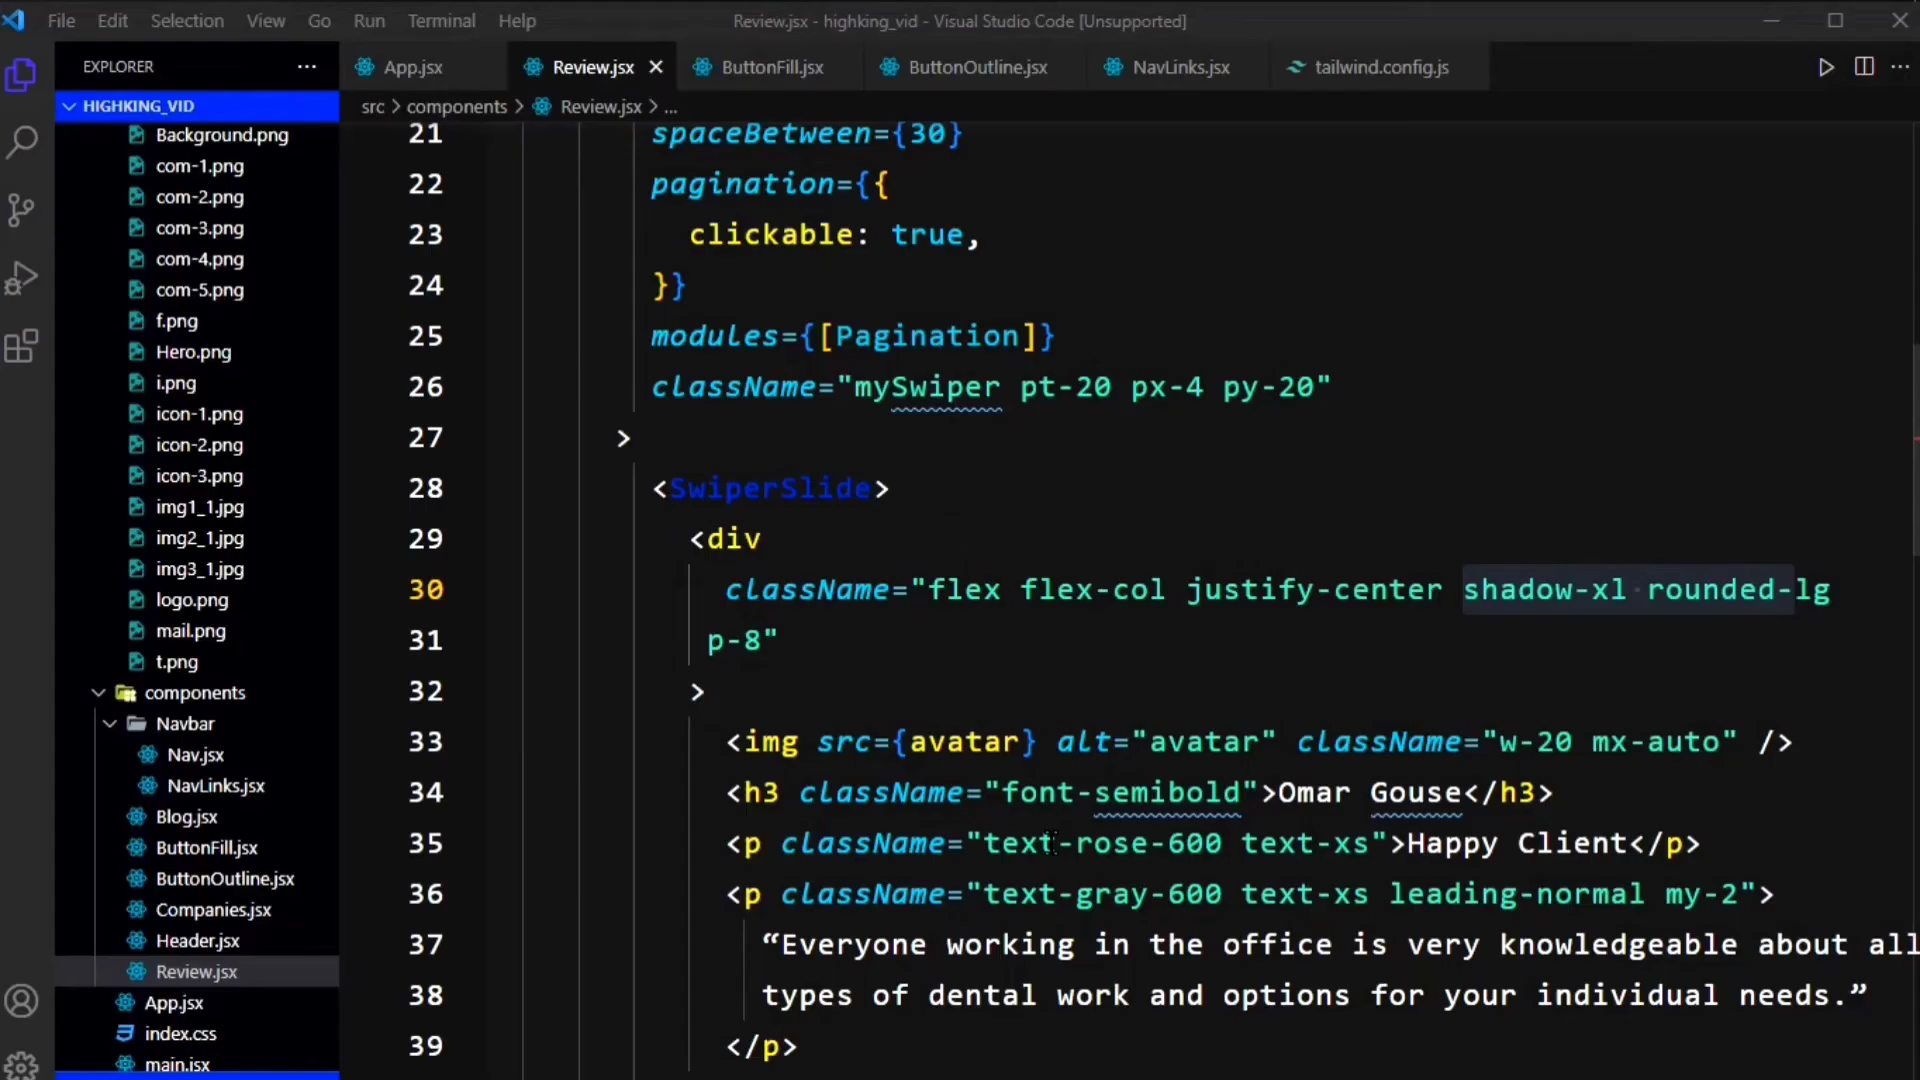 File Edit Selection View Go Run Terminal Help
Review.jsx - highking_vid - Visual Studio Code [Unsupported]
EXPLORER
App.jsx
Review.jsx
ButtonFill.jsx
ButtonOutline.jsx
NavLinks.jsx
tailwind.config.js
HIGHKING_VID
src > components > Review.jsx > ...
Background.png
com-1.png
com-2.png
com-3.png
com-4.png
com-5.png
f.png
Hero.png
i.png
icon-1.png
icon-2.png
icon-3.png
img1_1.jpg
img2_1.jpg
img3_1.jpg
logo.png
mail.png
t.png
components
Navbar
Nav.jsx
NavLinks.jsx
Blog.jsx
ButtonFill.jsx
ButtonOutline.jsx
Companies.jsx
Header.jsx
Review.jsx
App.jsx
index.css
main.jsx
21 spaceBetween={30}
22 pagination={{
23 clickable: true,
24 }}
25 modules={[Pagination]}
26 className="mySwiper pt-20 px-4 py-20"
27 >
28 <SwiperSlide>
29 <div
30 className="flex flex-col justify-center shadow-xl rounded-lg
31 p-8"
32 >
33 <img src={avatar} alt="avatar" className="w-20 mx-auto" />
34 <h3 className="font-semibold">Omar Gouse</h3>
35 <p className="text-rose-600 text-xs">Happy Client</p>
36 <p className="text-gray-600 text-xs leading-normal my-2">
37 “Everyone working in the office is very knowledgeable about all
38 types of dental work and options for your individual needs.”
39 </p>